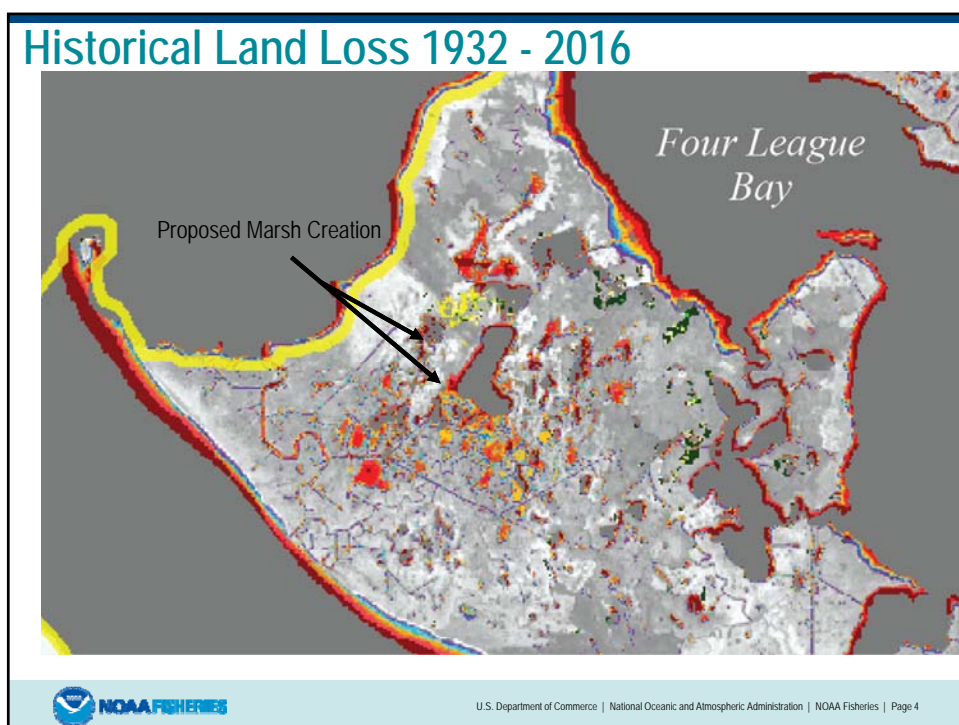 Historical Land Loss 1932 - 2016
Four League
Bay
Proposed Marsh Creation
NOAA FISHERIES
U.S. Department of Commerce | National Oceanic and Atmospheric Administration | NOAA Fisheries | Page 4